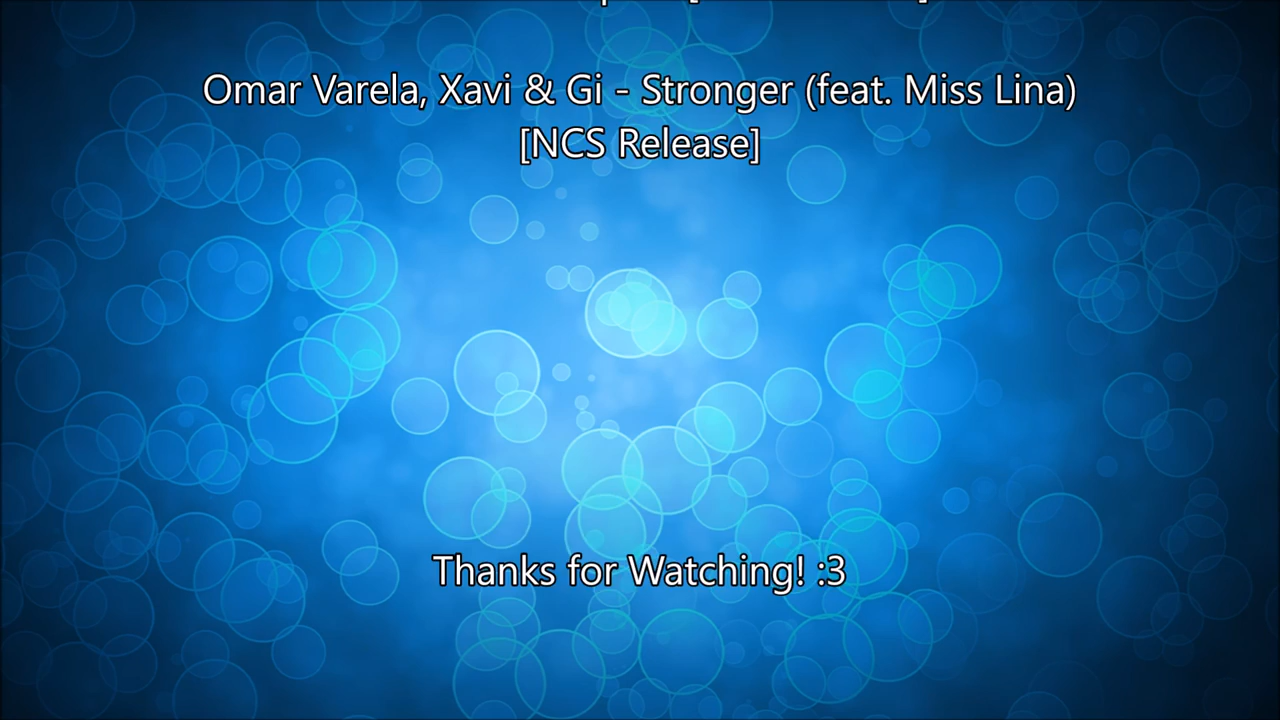 Omar Varela, Xavi & Gi - Stronger (feat. Miss Lina)
[NCS Release]
Thanks for Watching! :3